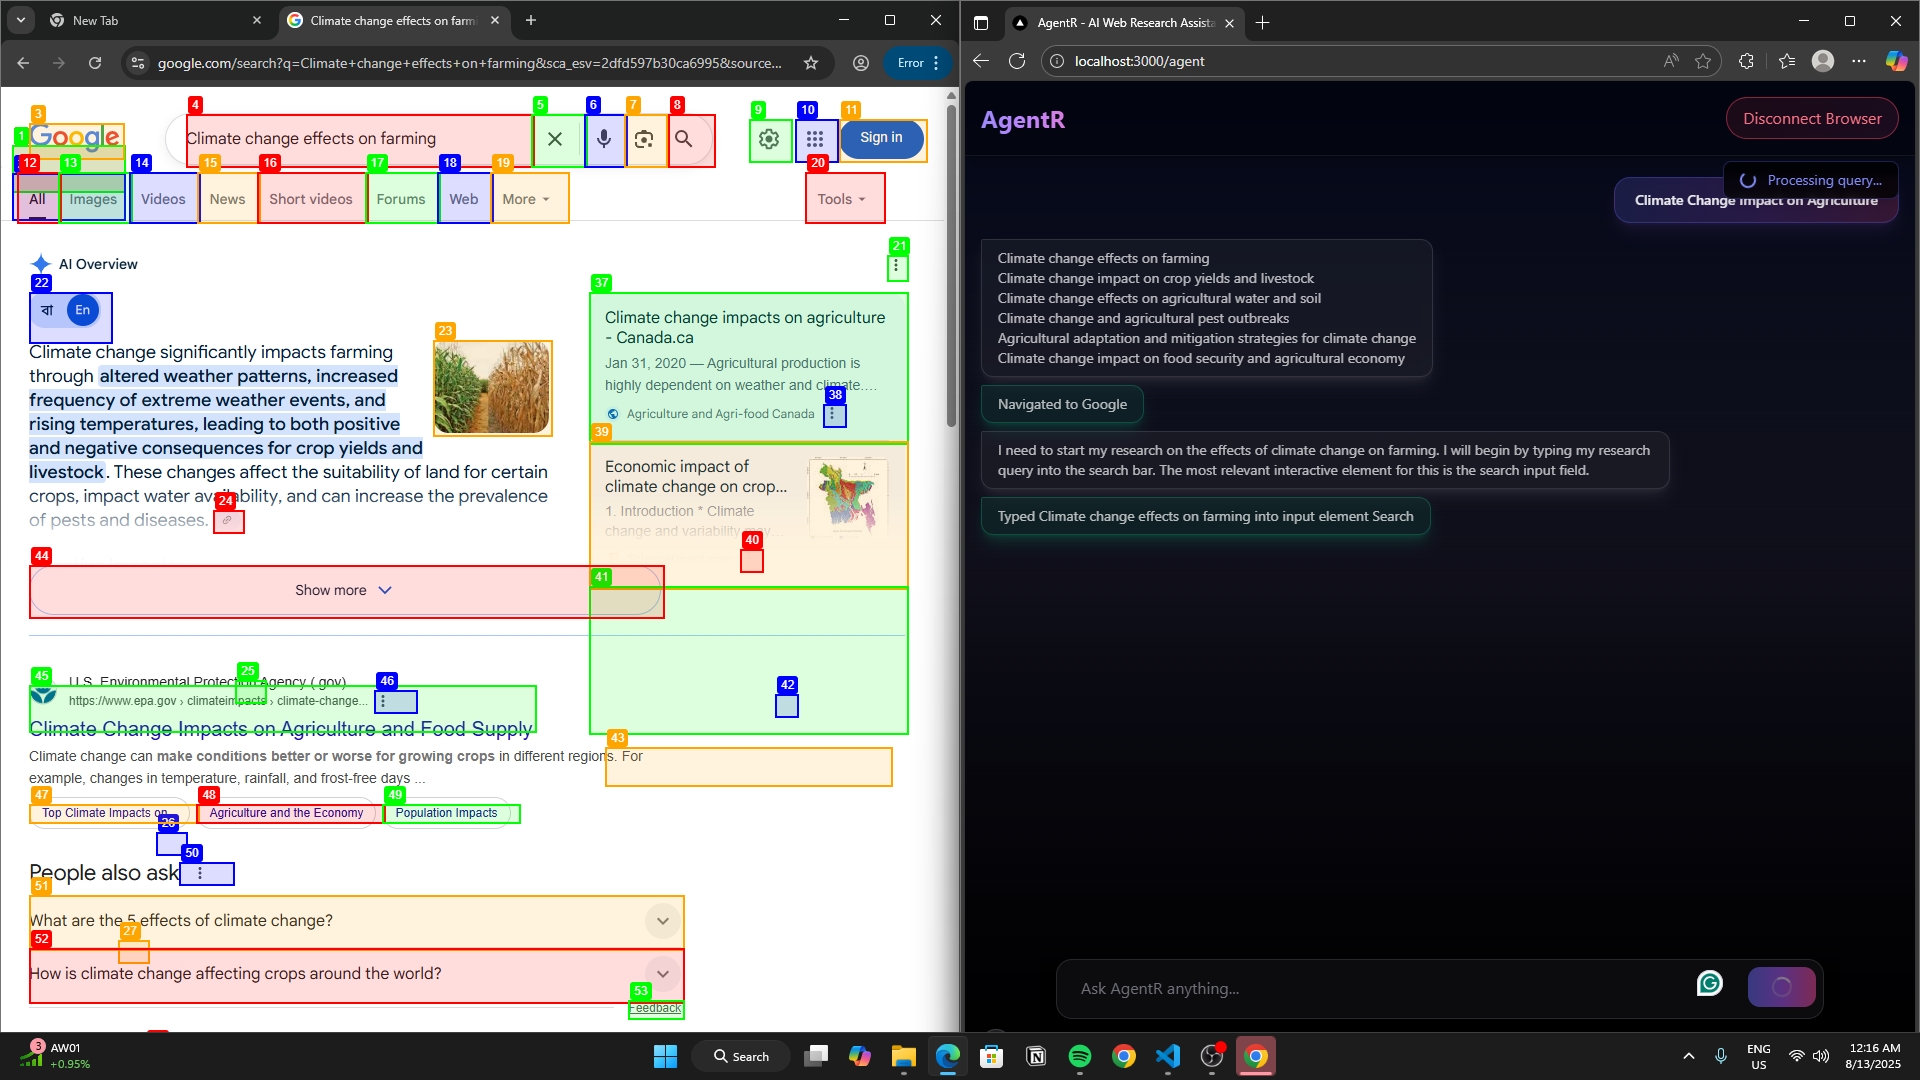 New Tab
Climate change effects on farmi
google.com/search?q=Climate+change+effects+on+farming&sca_esv=2dfd597b30ca6995&source...
Error
3
4
5
6
7
8
9
10
11
1
Google
Climate change effects on farming
Sign in
12
13
14
15
16
17
18
19
20
All
Images
Videos
News
Short videos
Forums
Web
More
Tools
21
AI Overview
22
37
বা
En
23
Climate change significantly impacts farming
through altered weather patterns, increased
frequency of extreme weather events, and
rising temperatures, leading to both positive
and negative consequences for crop yields and
livestock. These changes affect the suitability of land for certain
crops, impact water availability, and can increase the prevalence
of pests and diseases.
24
Climate change impacts on agriculture
- Canada.ca
Jan 31, 2020 — Agricultural production is
highly dependent on weather and climate....
38
Agriculture and Agri-food Canada
39
Economic impact of
climate change on crop...
1. Introduction * Climate
change and variability may...
40
44
41
Show more
45
25
46
42
U.S. Environmental Protection Agency (.gov)
https://www.epa.gov › climateimpacts › climate-change...
Climate Change Impacts on Agriculture and Food Supply
43
Climate change can make conditions better or worse for growing crops in different regions. For
example, changes in temperature, rainfall, and frost-free days ...
47
48
49
Top Climate Impacts on
Agriculture and the Economy
Population Impacts
26
50
People also ask
51
What are the 5 effects of climate change?
27
52
How is climate change affecting crops around the world?
53
Feedback
AgentR - AI Web Research Assista
localhost:3000/agent
AgentR
Disconnect Browser
Processing query...
Climate Change Impact on Agriculture
Climate change effects on farming
Climate change impact on crop yields and livestock
Climate change effects on agricultural water and soil
Climate change and agricultural pest outbreaks
Agricultural adaptation and mitigation strategies for climate change
Climate change impact on food security and agricultural economy
Navigated to Google
I need to start my research on the effects of climate change on farming. I will begin by typing my research
query into the search bar. The most relevant interactive element for this is the search input field.
Typed Climate change effects on farming into input element Search
Ask AgentR anything...
3
AW01
+0.95%
Search
ENG
US
12:16 AM
8/13/2025